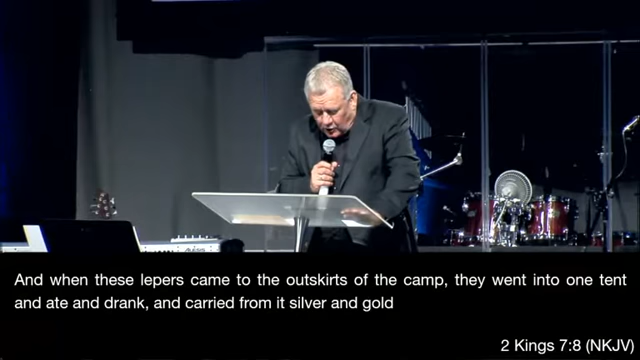 And when these lepers came to the outskirts of the camp, they went into one tent
and ate and drank, and carried from it silver and gold
2 Kings 7:8 (NKJV)